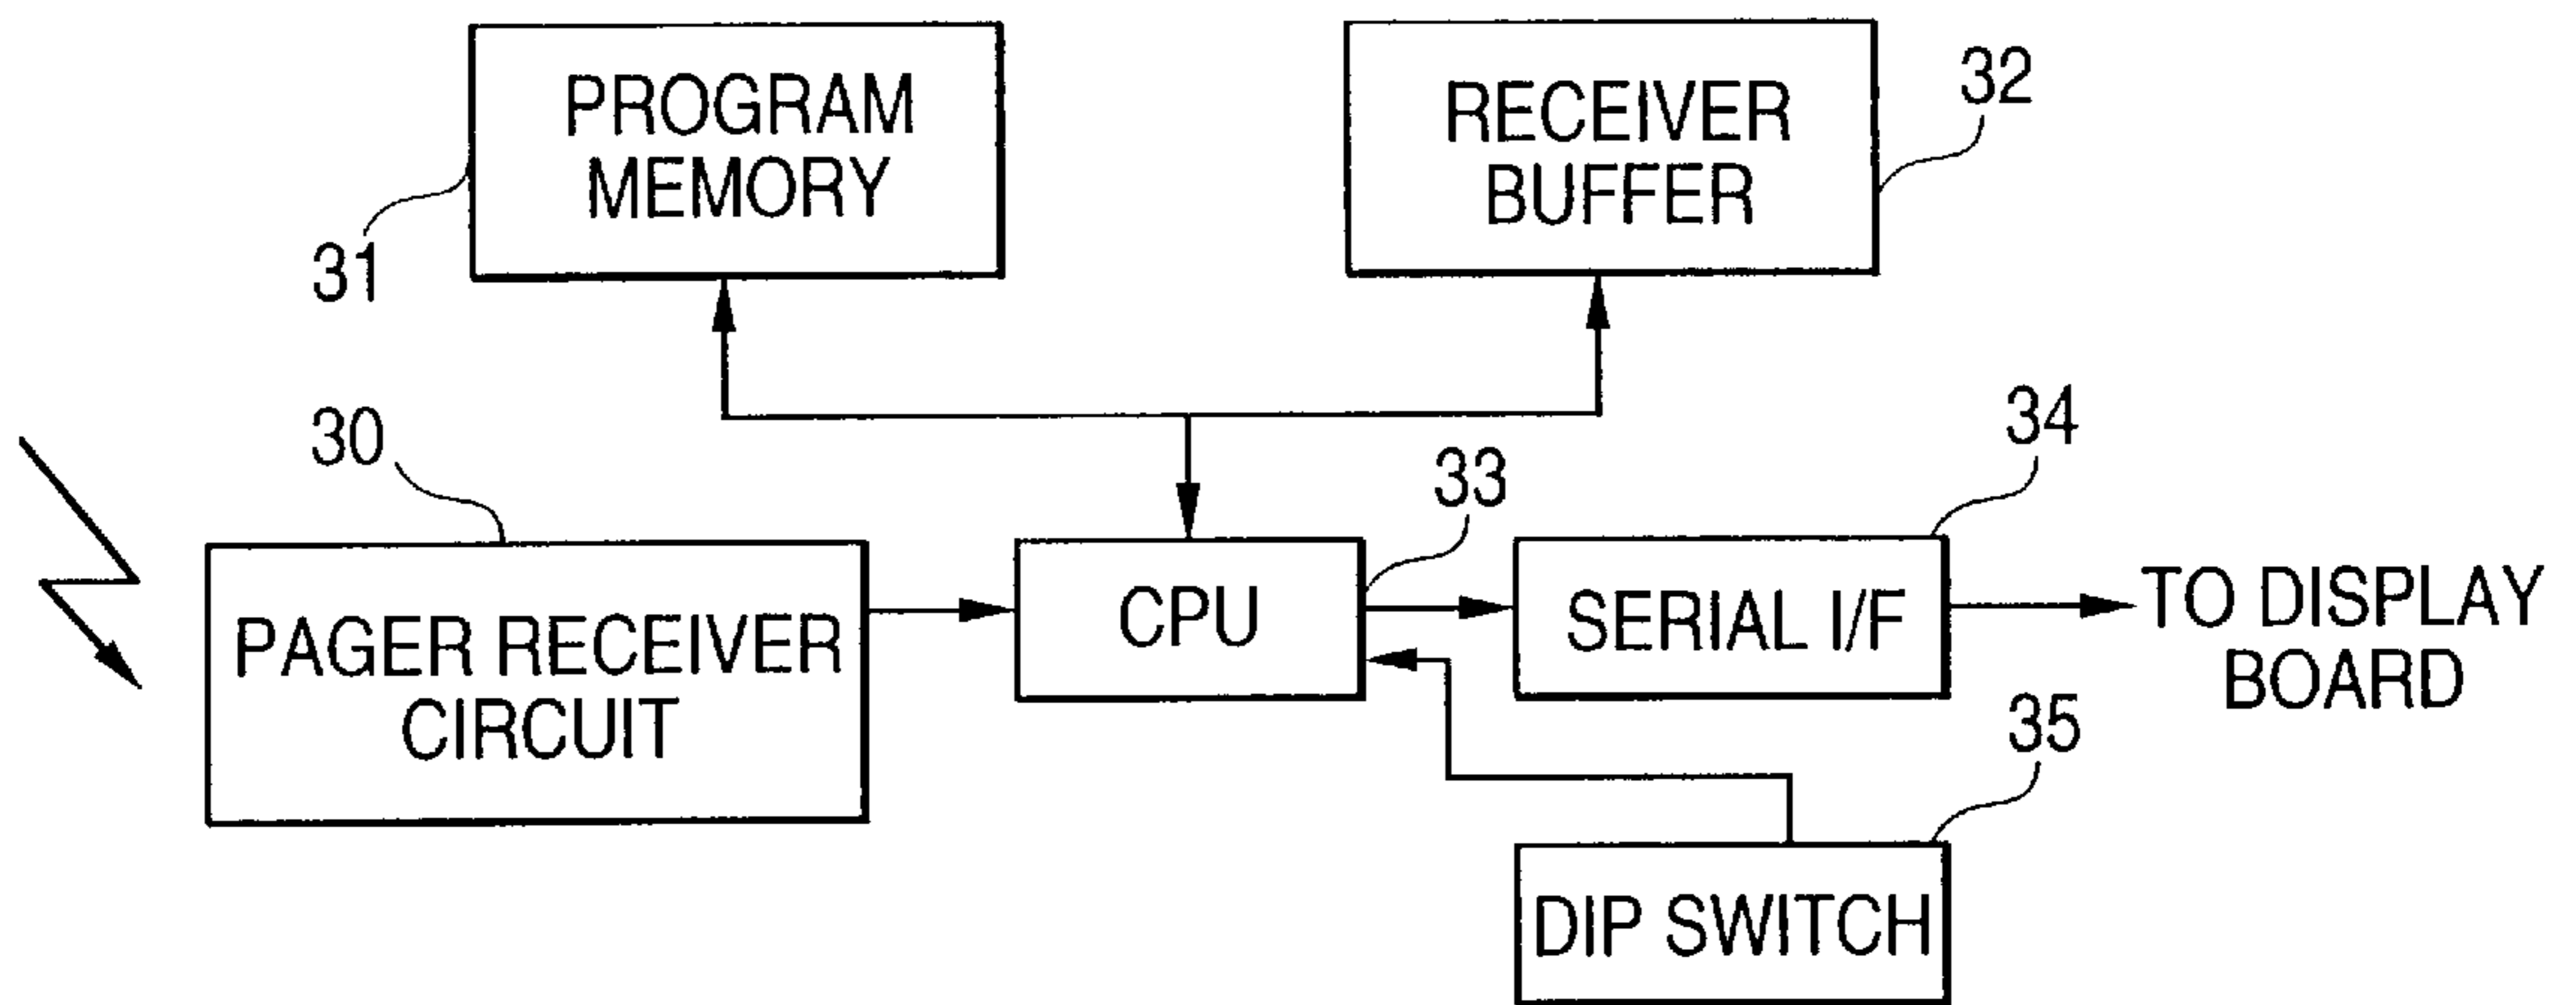 PROGRAM
MEMORY
31
RECEIVER
BUFFER
32
30
PAGER RECEIVER
CIRCUIT
33
CPU
34
SERIAL I/F
TO DISPLAY
BOARD
35
DIP SWITCH